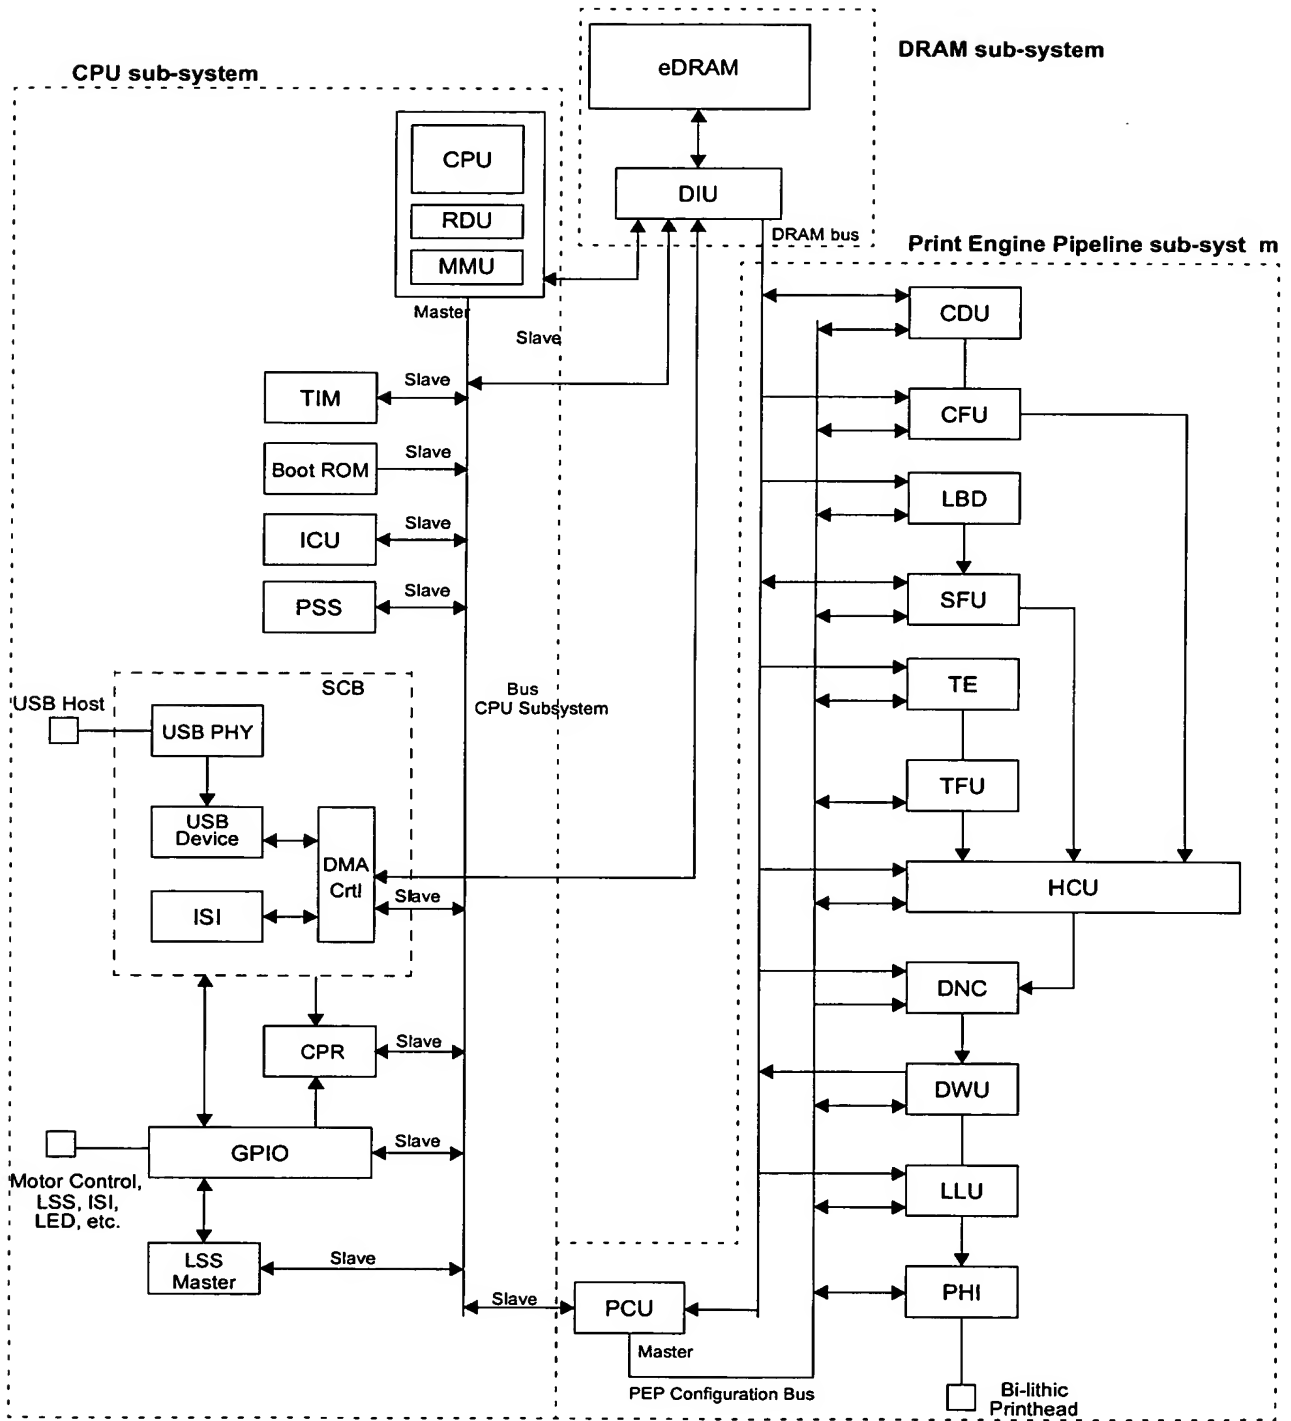 DRAM sub-system
CPU sub-system
eDRAM
CPU
DIU
RDU
DRAM bus
Print Engine Pipeline sub-syst m
MMU
CDU
Master
Slave
TIM
Slave
CFU
Boot ROM
Slave
LBD
ICU
Slave
PSS
Slave
SFU
TE
SCB
Bus
CPU Subsystem
USB Host
USB PHY
TFU
USB
Device
DMA
Crtl
Slave
HCU
ISI
DNC
CPR
Slave
DWU
GPIO
Slave
Motor Control,
LSS, ISI,
LED, etc.
LLU
LSS
Master
Slave
PHI
Slave
PCU
Master
PEP Configuration Bus
Bi-lithic
Printhead